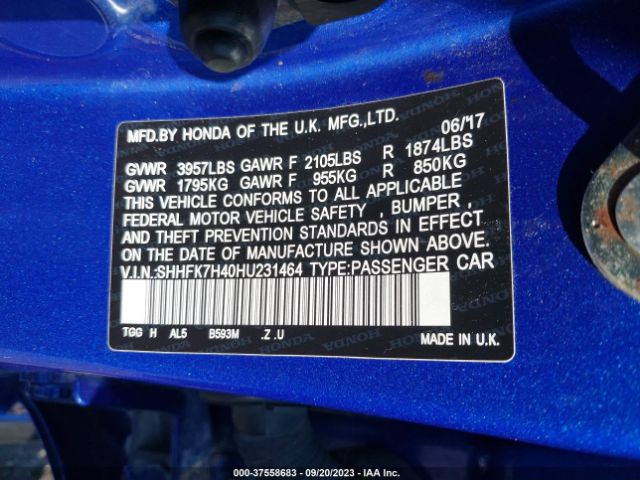 MFD.BY HONDA OF THE U.K. MFG.,LTD. 06/'17
GVWR 3957LBS GAWR F 2105LBS R 1874LBS
GVWR 1795KG GAWR F 955KG R 850KG
THIS VEHICLE CONFORMS TO ALL APPLICABLE
FEDERAL MOTOR VEHICLE SAFETY , BUMPER ,
AND THEFT PREVENTION STANDARDS IN EFFECT
ON THE DATE OF MANUFACTURE SHOWN ABOVE.
V.I.N:SHHFK7H40HU231464 TYPE:PASSENGER CAR
TGG H AL5 B593M .Z.U
MADE IN U.K.
000-37558683 - 09/20/2023 - IAA Inc.